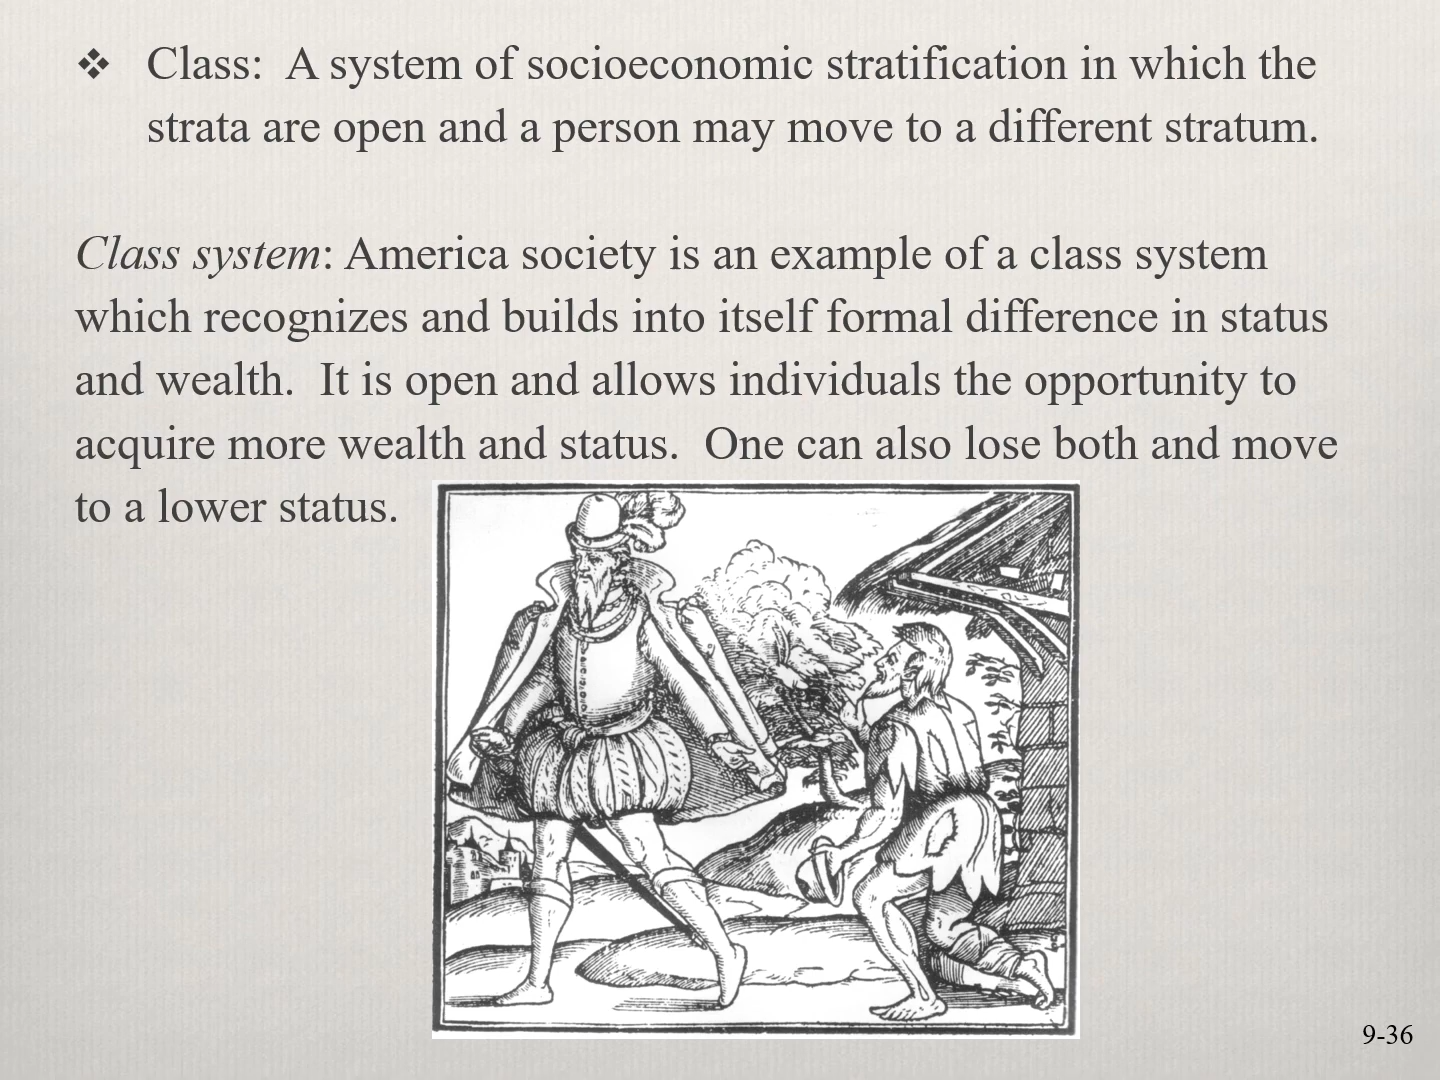 ❖ Class:  A system of socioeconomic stratification in which the
strata are open and a person may move to a different stratum.
Class system: America society is an example of a class system
which recognizes and builds into itself formal difference in status
and wealth.  It is open and allows individuals the opportunity to
acquire more wealth and status.  One can also lose both and move
to a lower status.
9-36